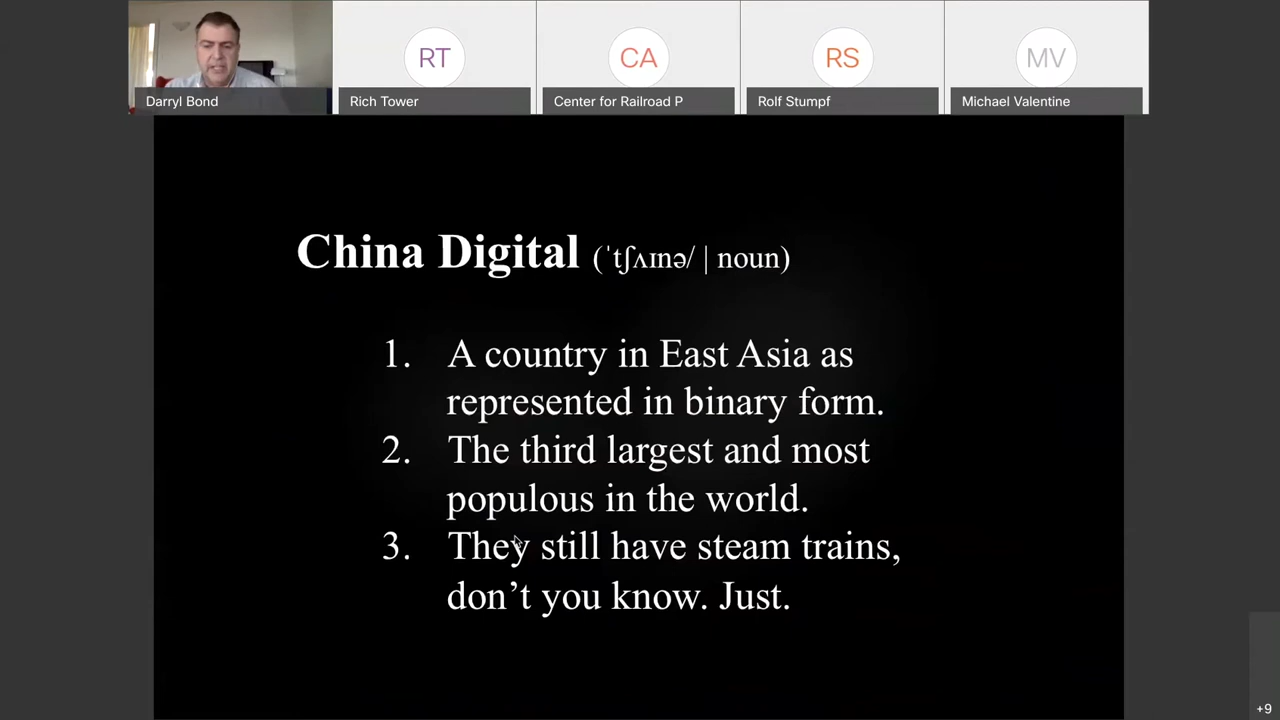 RT
CA
RS
MV
Darryl Bond
Rich Tower
Center for Railroad P
Rolf Stumpf
Michael Valentine
China Digital (ˈtʃʌɪnə/ | noun)
1. A country in East Asia as
represented in binary form.
2. The third largest and most
populous in the world.
3. They still have steam trains,
don’t you know. Just.
+9